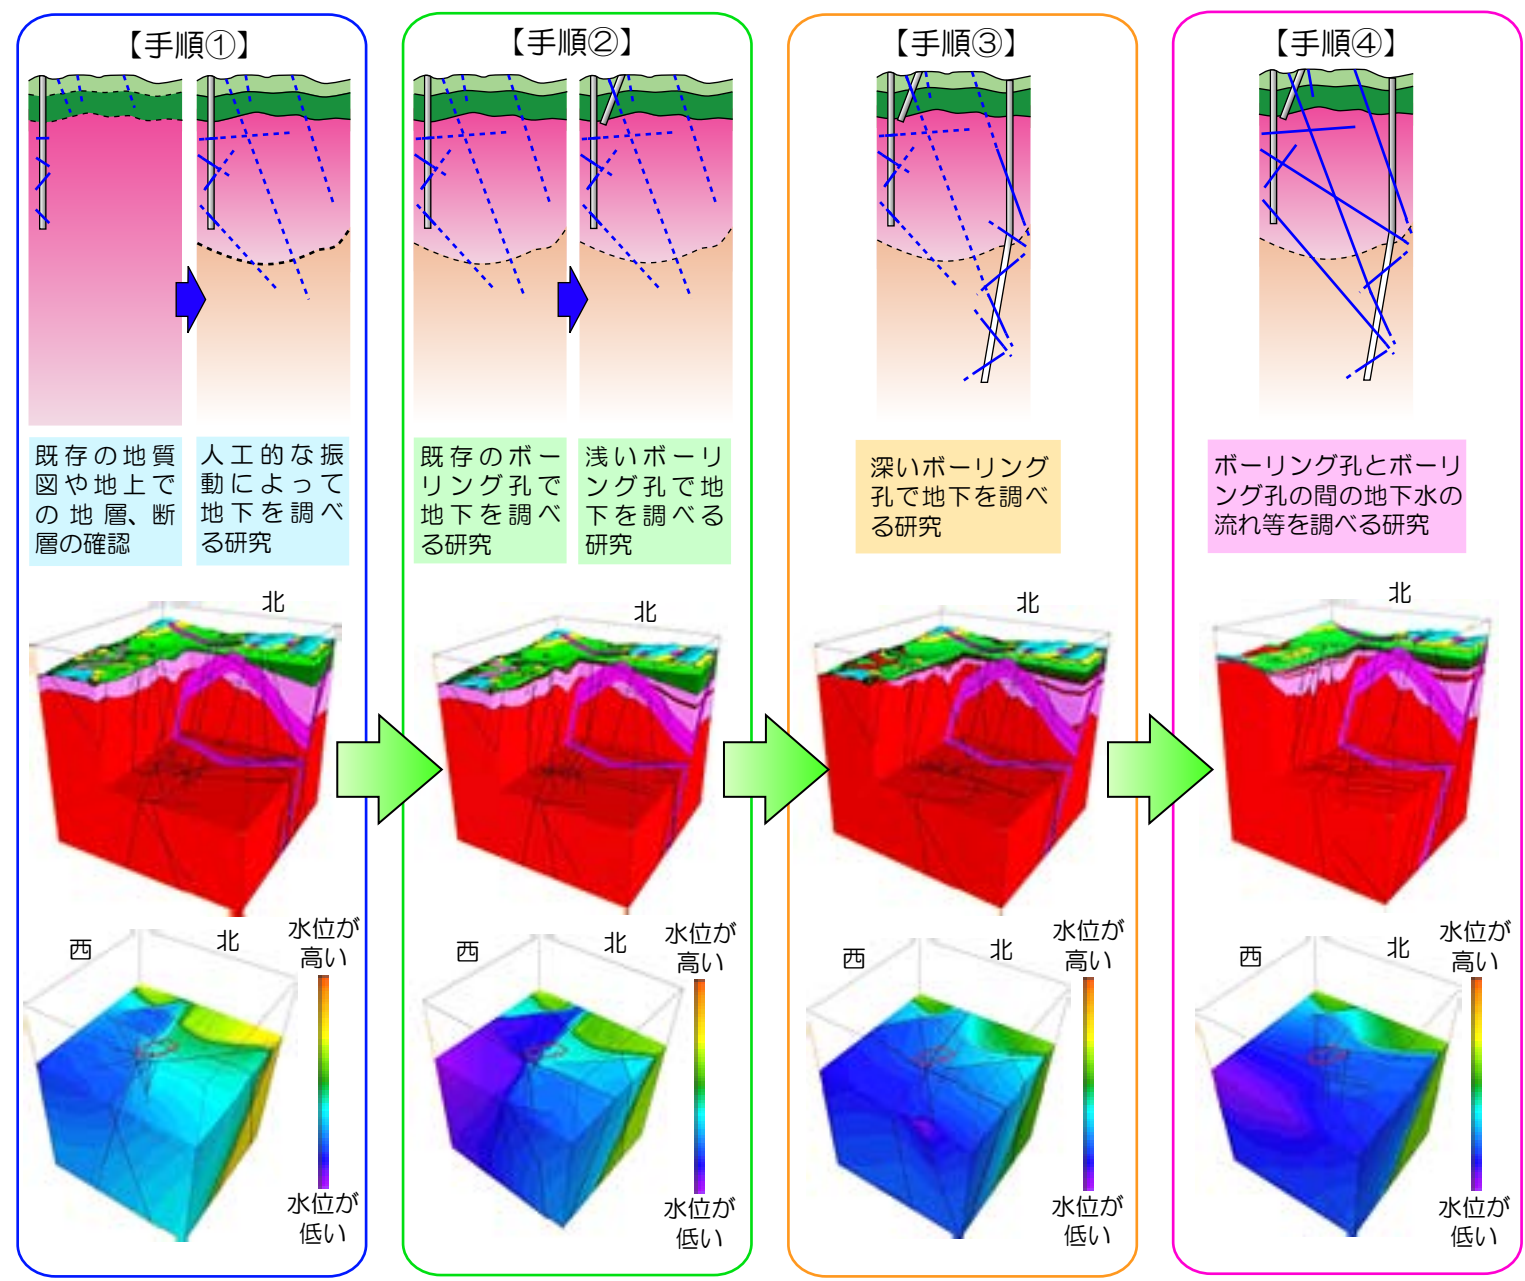 【手順①】
既存の地質
図や地上で
の地層、断
層の確認
人工的な振
動によって
地下を調べ
る研究
北
西
北
水位が
高い
水位が
低い
【手順②】
既存のボー
リング孔で
地下を調べ
る研究
浅いボーリ
ング孔で地
下を調べる
研究
北
西
北
水位が
高い
水位が
低い
【手順③】
深いボーリング
孔で地下を調べ
る研究
北
西
北
水位が
高い
水位が
低い
【手順④】
ボーリング孔とボーリ
ング孔の間の地下水の
流れ等を調べる研究
北
西
北
水位が
高い
水位が
低い